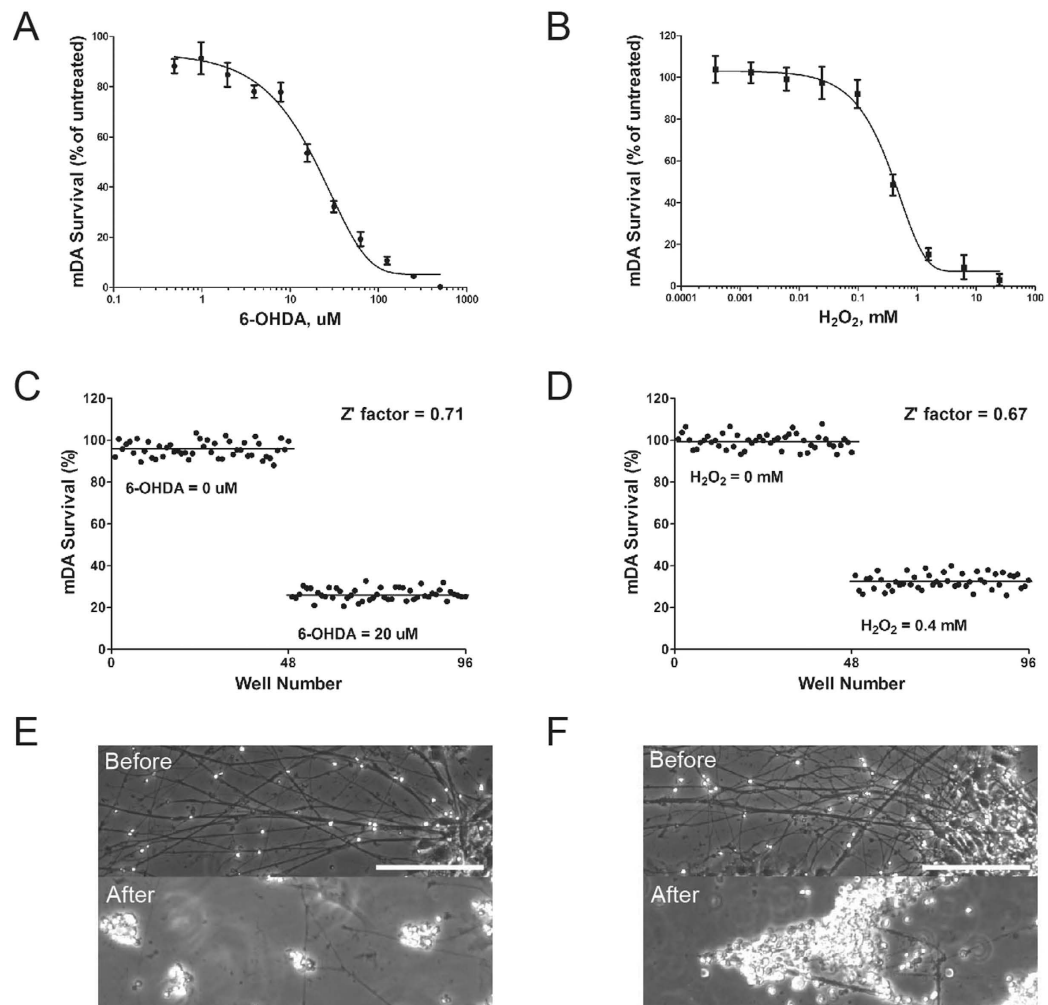 A
100
80
60
40
20
0
0.1 1 10 100 1000
mDA Survival (% of untreated)
6-OHDA, uM
B
120
100
80
60
40
20
0
0.0001 0.001 0.01 0.1 1 10 100
mDA Survival (% of untreated)
H₂O₂, mM
C
120
100
80
60
40
20
0
0 48 96
mDA Survival (%)
Well Number
Z' factor = 0.71
6-OHDA = 0 uM
6-OHDA = 20 uM
D
120
100
80
60
40
20
0
0 48 96
mDA Survival (%)
Well Number
Z' factor = 0.67
H₂O₂ = 0 mM
H₂O₂ = 0.4 mM
E
Before
After
F
Before
After